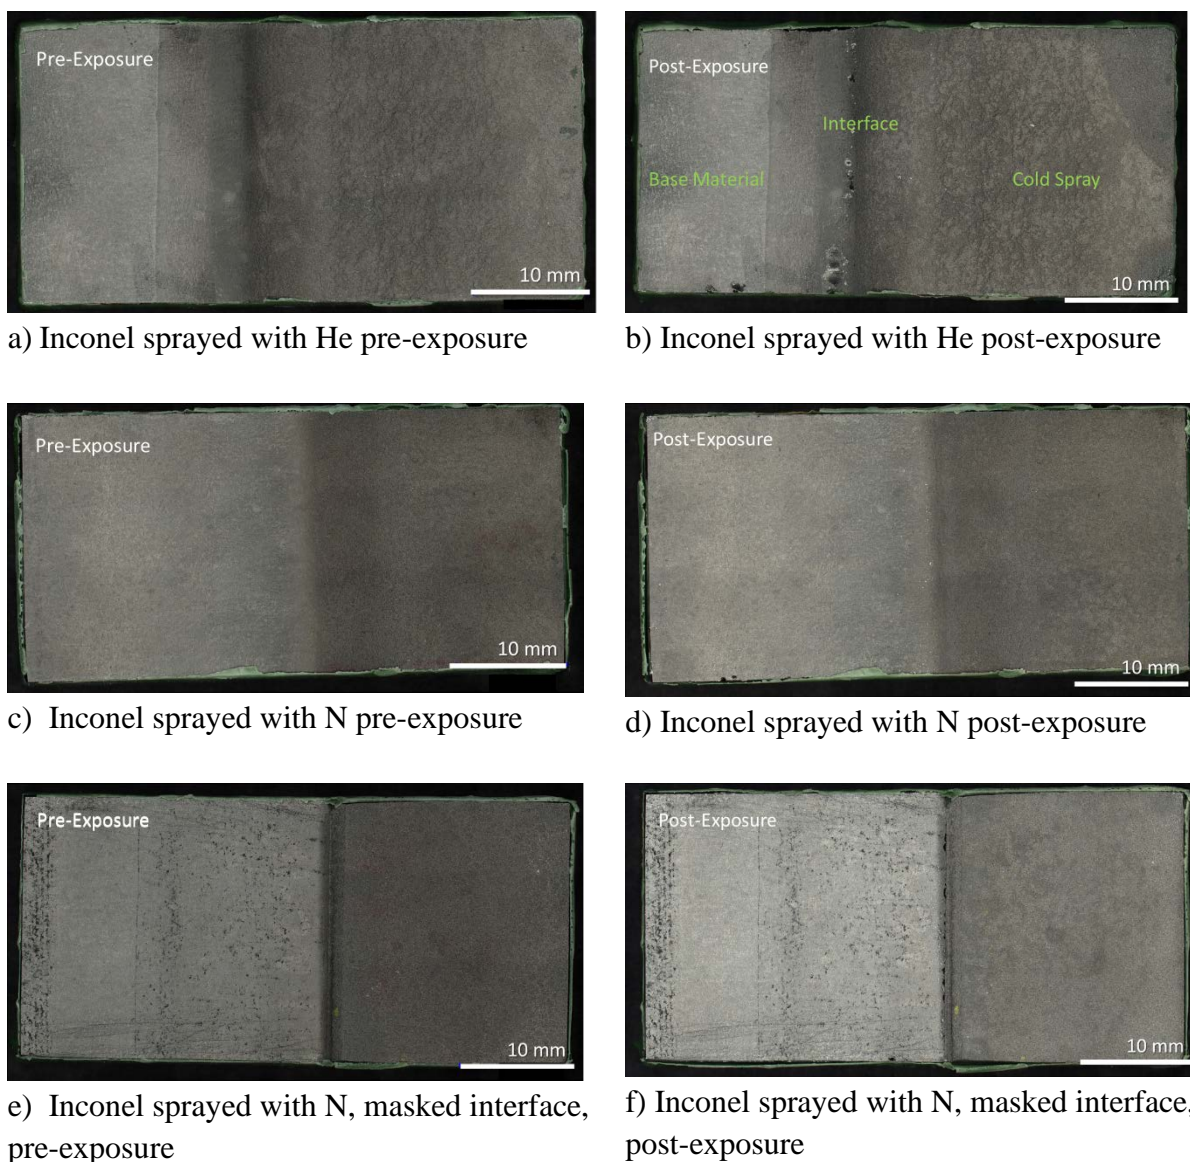 Pre-Exposure
10 mm
Post-Exposure
Interface
Base Material
Cold Spray
10 mm
a) Inconel sprayed with He pre-exposure
b) Inconel sprayed with He post-exposure
Pre-Exposure
10 mm
Post-Exposure
10 mm
c) Inconel sprayed with N pre-exposure
d) Inconel sprayed with N post-exposure
Pre-Exposure
10 mm
Post-Exposure
10 mm
e) Inconel sprayed with N, masked interface,
pre-exposure
f) Inconel sprayed with N, masked interface,
post-exposure